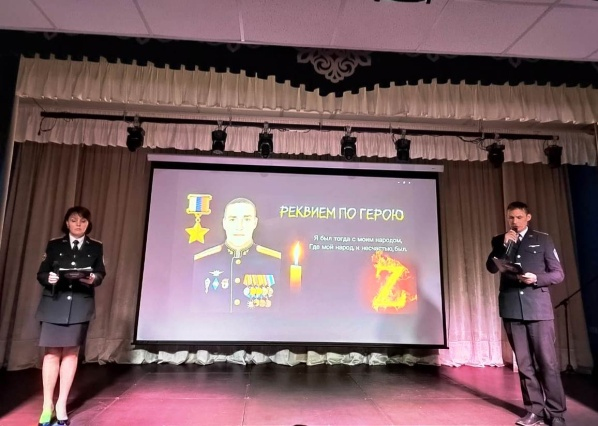 РЕКВИЕМ ПО ГЕРОЮ
Я был тогда с моим народом,
Где мой народ, к несчастью, был.
Z